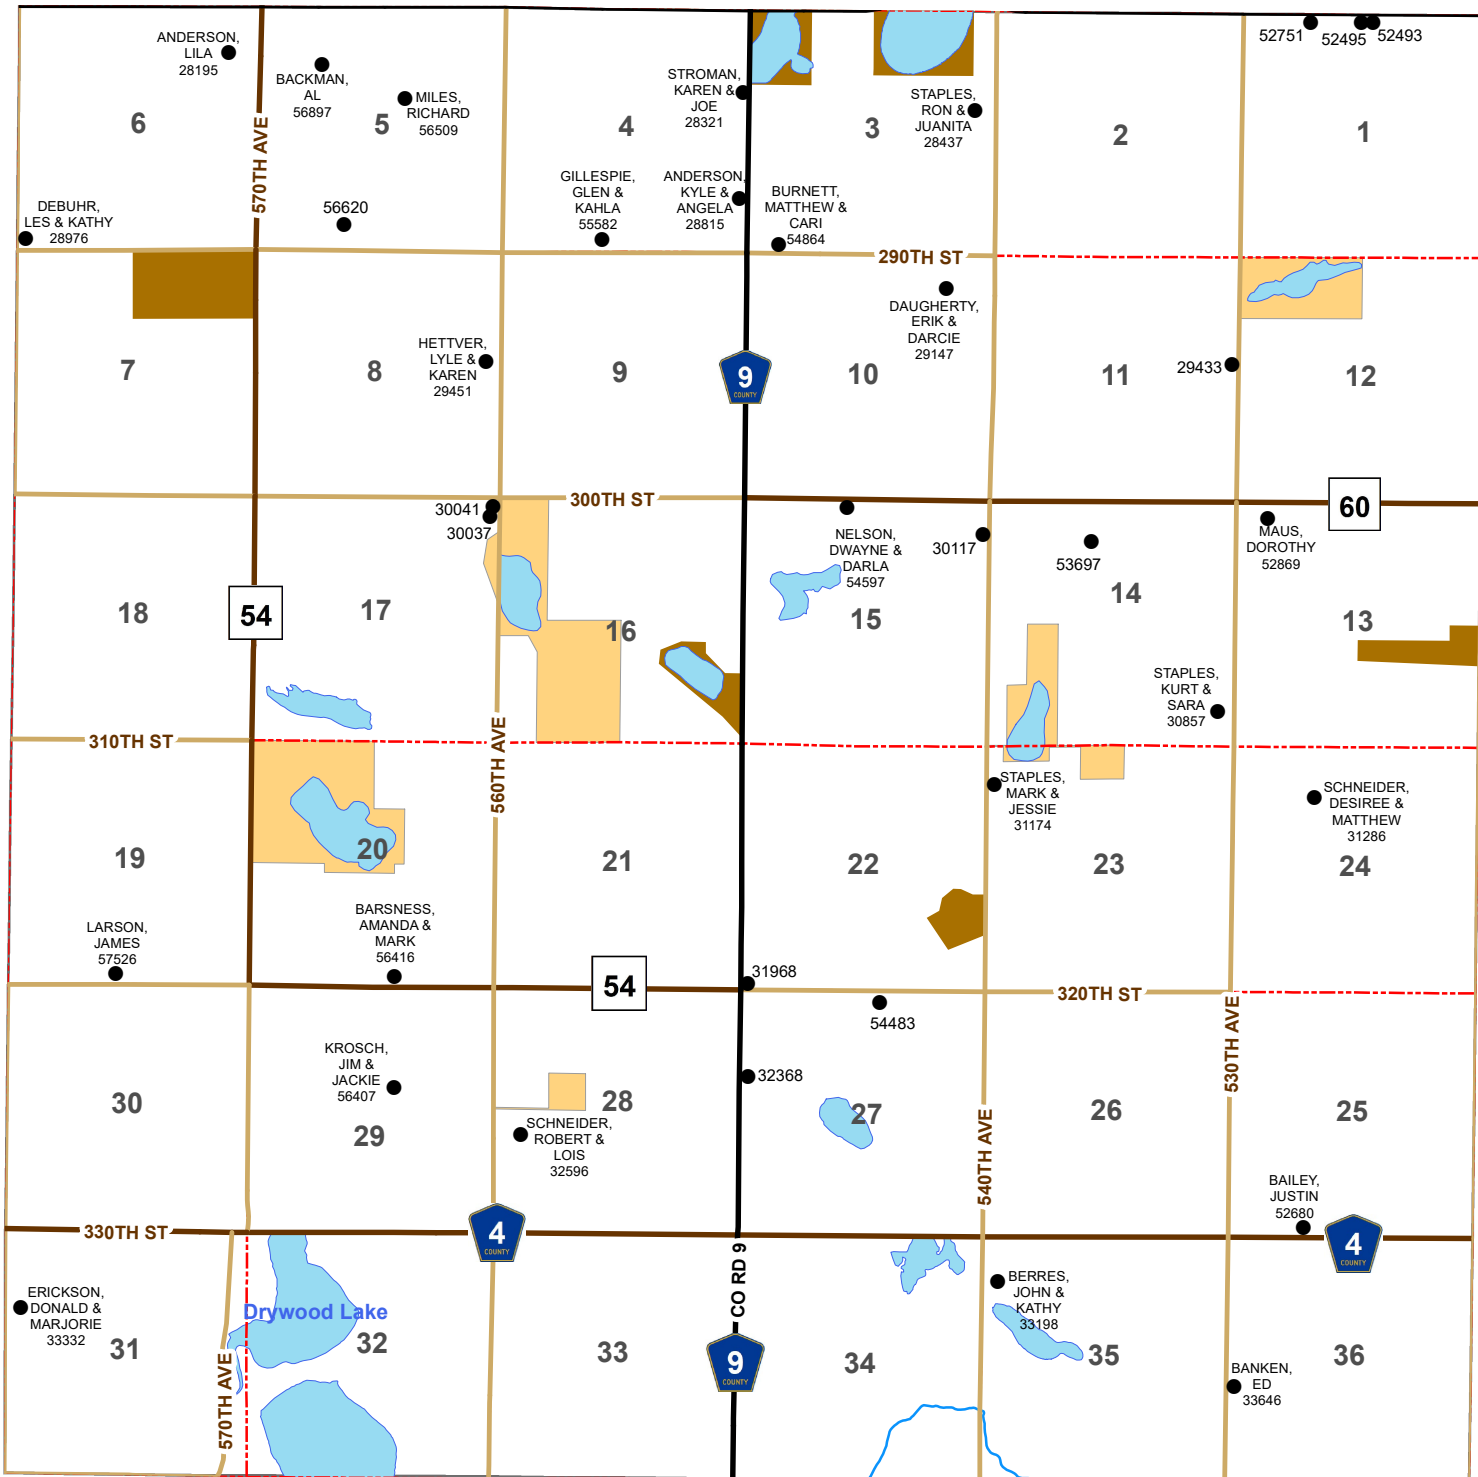 ANDERSON,
LILA
28195
BACKMAN,
AL
56897
MILES,
RICHARD
56509
STROMAN,
KAREN &
JOE
28321
STAPLES,
RON &
JUANITA
28437
52751
52495
52493
6
5
4
3
2
1
570TH AVE
DEBUHR,
LES & KATHY
28976
56620
GILLESPIE,
GLEN &
KAHLA
55582
ANDERSON,
KYLE &
ANGELA
28815
BURNETT,
MATTHEW &
CARI
54864
290TH ST
DAUGHERTY,
ERIK &
DARCIE
29147
HETTVER,
LYLE &
KAREN
29451
29433
7
8
9
9
COUNTY
10
11
12
300TH ST
60
30041
30037
NELSON,
DWAYNE &
DARLA
54597
30117
53697
MAUS,
DOROTHY
52869
18
54
17
16
15
14
13
STAPLES,
KURT &
SARA
30857
310TH ST
560TH AVE
STAPLES,
MARK &
JESSIE
31174
SCHNEIDER,
DESIREE &
MATTHEW
31286
19
20
21
22
23
24
LARSON,
JAMES
57526
BARSNESS,
AMANDA &
MARK
56416
54
31968
320TH ST
54483
530TH AVE
KROSCH,
JIM &
JACKIE
56407
32368
30
29
28
27
26
25
SCHNEIDER,
ROBERT &
LOIS
32596
540TH AVE
BAILEY,
JUSTIN
52680
330TH ST
4
COUNTY
4
COUNTY
CO RD 9
ERICKSON,
DONALD &
MARJORIE
33332
Drywood Lake
BERRES,
JOHN &
KATHY
33198
31
32
33
9
COUNTY
34
35
36
570TH AVE
BANKEN,
ED
33646